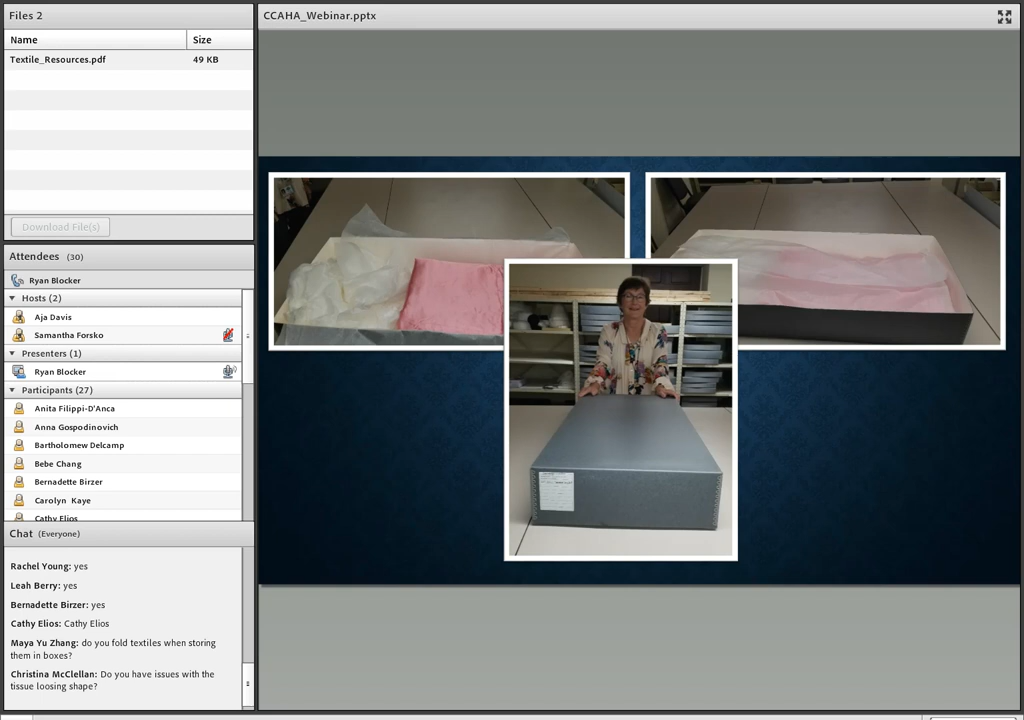 Files 2
Name Size
Textile_Resources.pdf 49 KB
Download File(s)
Attendees (30)
Ryan Blocker
Hosts (2)
Aja Davis
Samantha Forsko
Presenters (1)
Ryan Blocker
Participants (27)
Anita Filippi-D'Anca
Anna Gospodinovich
Bartholomew Delcamp
Bebe Chang
Bernadette Birzer
Carolyn Kaye
Cathy Elios
Chat (Everyone)
Rachel Young: yes
Leah Berry: yes
Bernadette Birzer: yes
Cathy Elios: Cathy Elios
Maya Yu Zhang: do you fold textiles when storing
them in boxes?
Christina McClellan: Do you have issues with the
tissue loosing shape?
CCAHA_Webinar.pptx